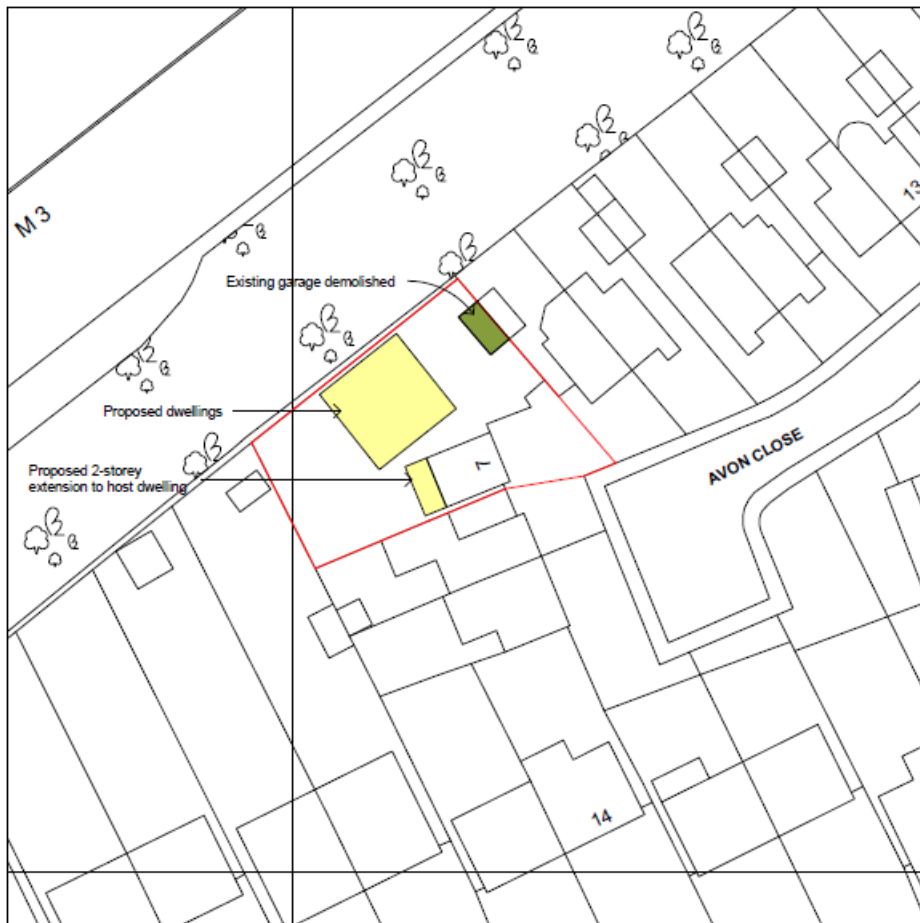 M 3
13
Existing garage demolished
Proposed dwellings
AVON CLOSE
7
Proposed 2-storey
extension to host dwelling
14